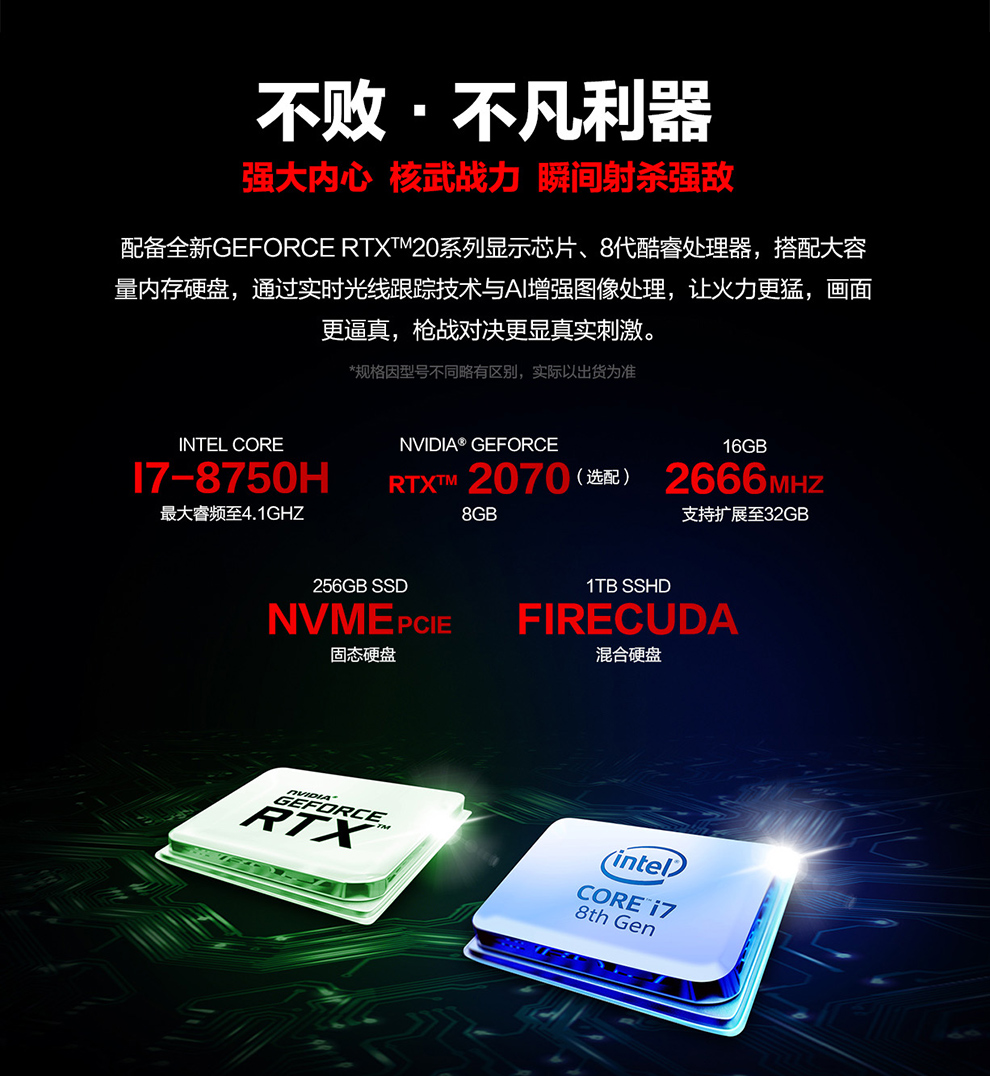 不败·不凡利器
强大内心 核武战力 瞬间射杀强敌
配备全新GEFORCE RTX™20系列显示芯片、8代酷睿处理器，搭配大容
量内存硬盘，通过实时光线跟踪技术与AI增强图像处理，让火力更猛，画面
更逼真，枪战对决更显真实刺激。
*规格因型号不同略有区别，实际以出货为准
INTEL CORE
I7-8750H
最大睿频至4.1GHZ
NVIDIA® GEFORCE
RTX™ 2070（选配）
8GB
16GB
2666MHZ
支持扩展至32GB
256GB SSD
NVME PCIE
固态硬盘
1TB SSHD
FIRECUDA
混合硬盘
NVIDIA®
GEFORCE
RTX™
intel®
CORE™ i7
8th Gen